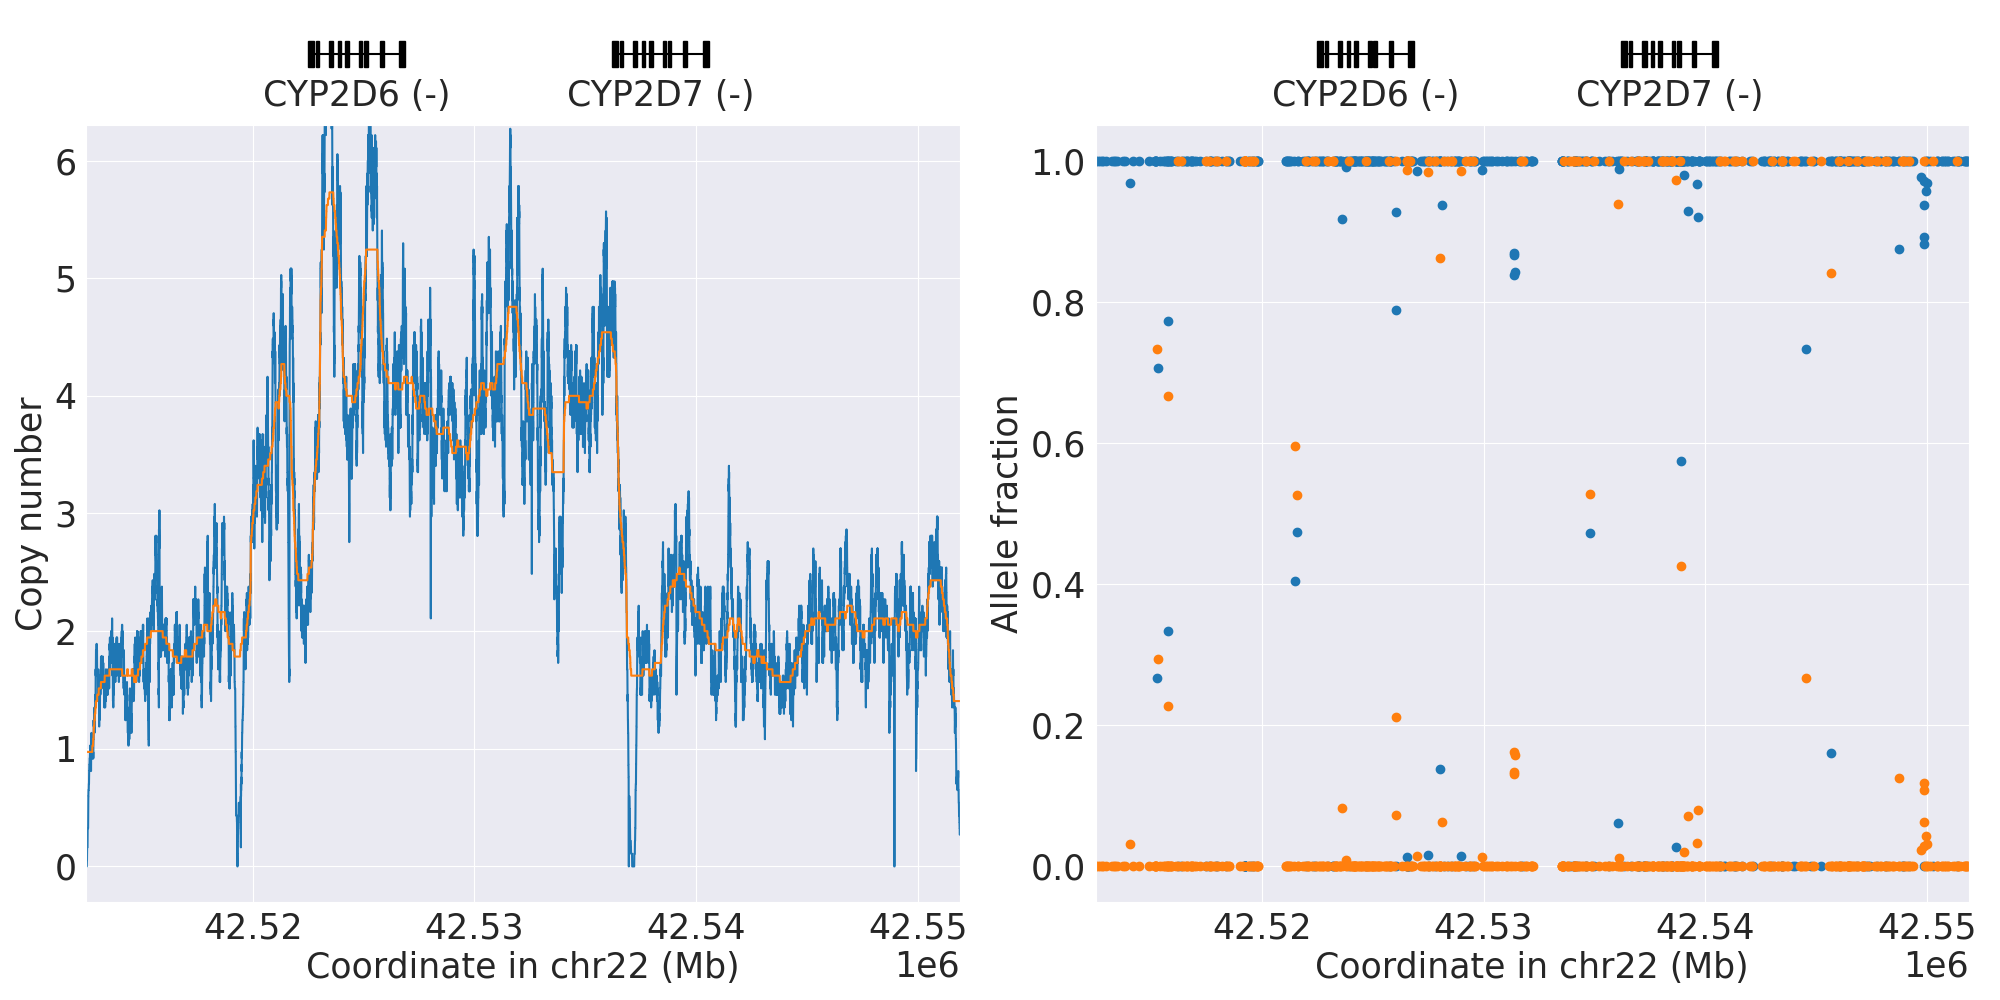 CYP2D6 (-) CYP2D7 (-)
6
5
4
3
2
1
0
Copy number
42.52 42.53 42.54 42.55
Coordinate in chr22 (Mb) 1e6
CYP2D6 (-) CYP2D7 (-)
1.0
0.8
0.6
0.4
0.2
0.0
Allele fraction
42.52 42.53 42.54 42.55
Coordinate in chr22 (Mb) 1e6